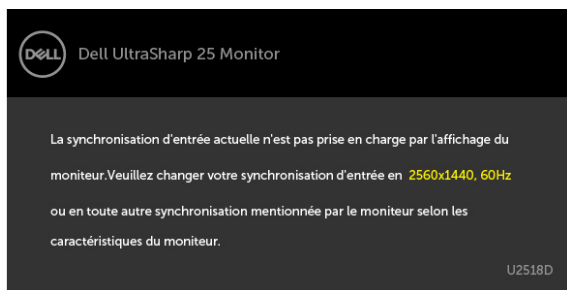 DELL Dell UltraSharp 25 Monitor
La synchronisation d'entrée actuelle n'est pas prise en charge par l'affichage du
moniteur.Veuillez changer votre synchronisation d'entrée en 2560x1440, 60Hz
ou en toute autre synchronisation mentionnée par le moniteur selon les
caractéristiques du moniteur.
U2518D